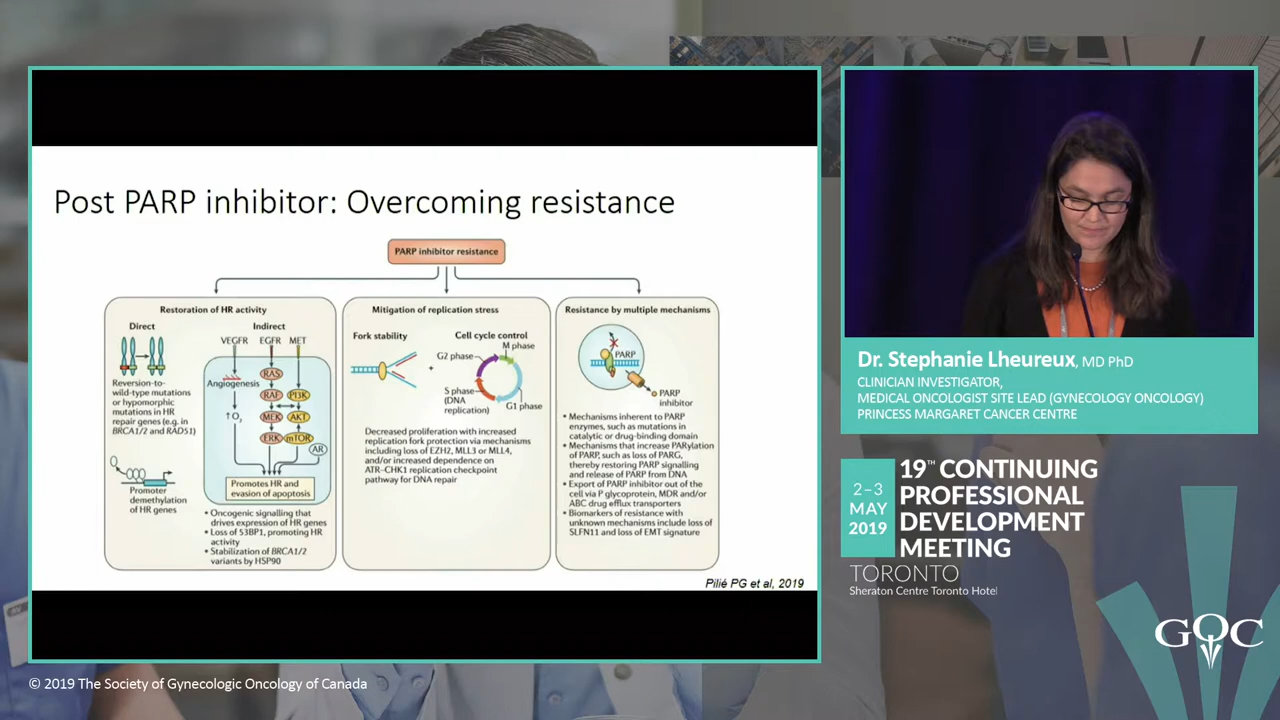 Post PARP inhibitor: Overcoming resistance
PARP inhibitor resistance
Restoration of HR activity
Direct
Indirect
VEGFR EGFR MET
Angiogenesis
RAS
RAF PI3K
↑ O₂
MEK AKT
ERK mTOR
AR
Promotes HR and
evasion of apoptosis
Reversion-to-
wild-type mutations
or hypomorphic
mutations in HR
repair genes (e.g. in
BRCA1/2 and RAD51)
Promoter
demethylation
of HR genes
• Oncogenic signalling that
drives expression of HR genes
• Loss of 53BP1, promoting HR
activity
• Stabilization of BRCA1/2
variants by HSP90
Mitigation of replication stress
Fork stability
Cell cycle control
M phase
G2 phase
+
S phase
(DNA
replication)
G1 phase
Decreased proliferation with increased
replication fork protection via mechanisms
including loss of EZH2, MLL3 or MLL4,
and/or increased dependence on
ATR–CHK1 replication checkpoint
pathway for DNA repair
Resistance by multiple mechanisms
PARP
PARP
inhibitor
• Mechanisms inherent to PARP
enzymes, such as mutations in
catalytic or drug-binding domain
• Mechanisms that increase PARylation
of PARP, such as loss of PARG,
thereby restoring PARP signalling
and release of PARP from DNA
• Export of PARP inhibitor out of the
cell via P glycoprotein, MDR and/or
ABC drug efflux transporters
• Biomarkers of resistance with
unknown mechanisms include loss of
SLFN11 and loss of EMT signature
Pilié PG et al, 2019
Dr. Stephanie Lheureux, MD PhD
CLINICIAN INVESTIGATOR,
MEDICAL ONCOLOGIST SITE LEAD (GYNECOLOGY ONCOLOGY)
PRINCESS MARGARET CANCER CENTRE
2–3
MAY
2019
19TH CONTINUING
PROFESSIONAL
DEVELOPMENT
MEETING
TORONTO
Sheraton Centre Toronto Hotel
GOC
© 2019 The Society of Gynecologic Oncology of Canada